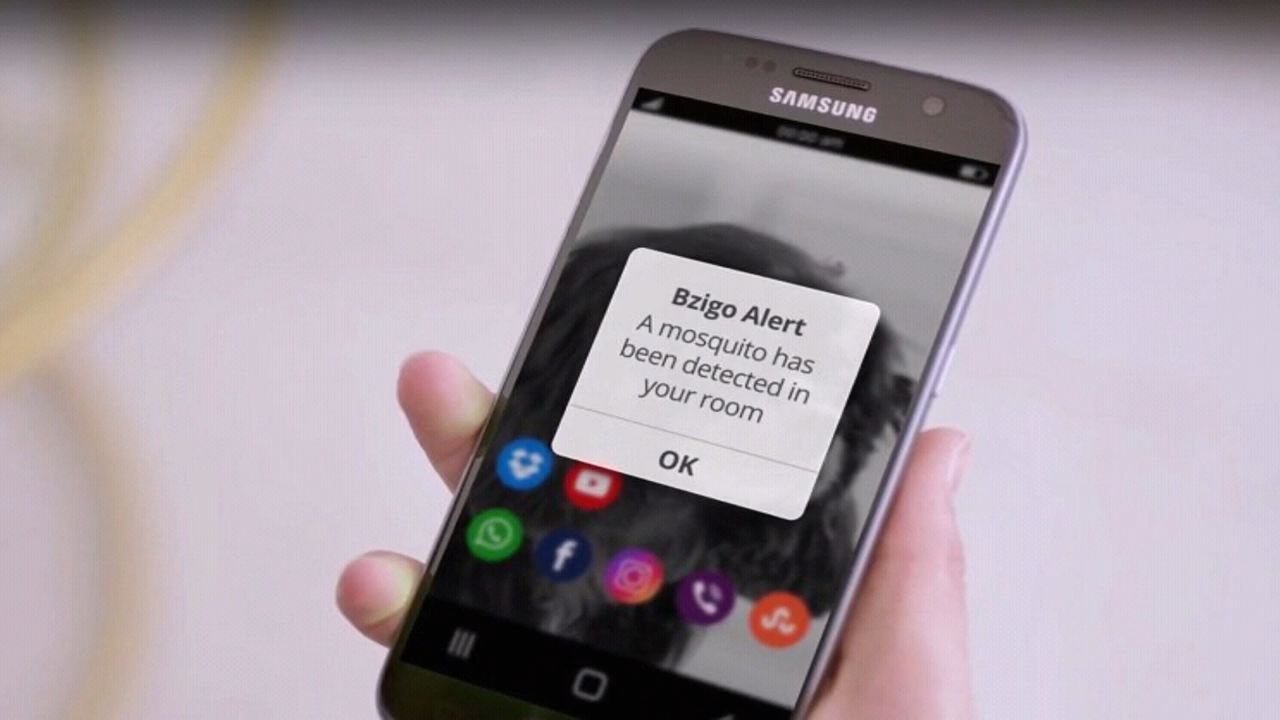 SAMSUNG
Bzigo Alert
A mosquito has
been detected in
your room
OK